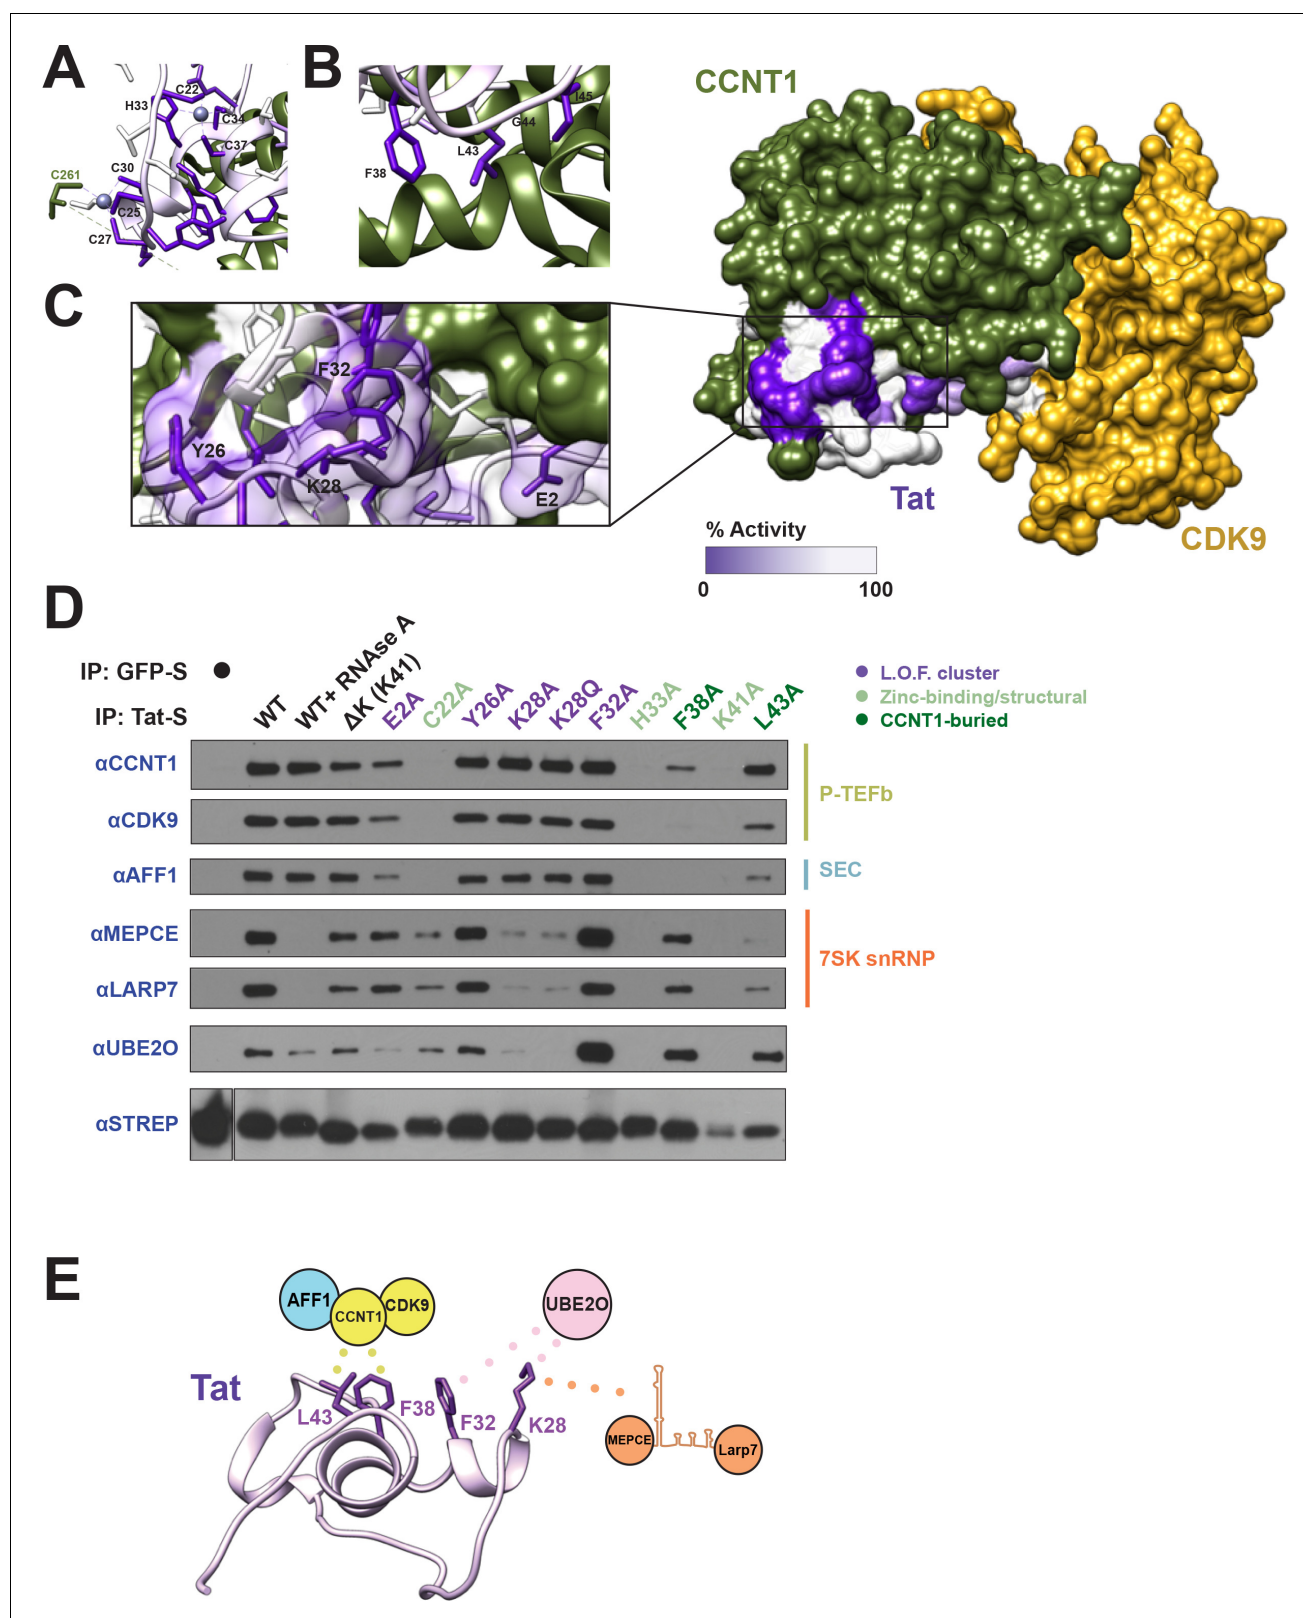 A
C22
H33
C34
C37
C30
C261
C25
C27
B
I45
G44
L43
F38
CCNT1
C
F32
Y26
K28
E2
Tat
CDK9
% Activity
0
100
D
IP: GFP-S
IP: Tat-S
WT
WT+ RNAse A
ΔK (K41)
E2A
C22A
Y26A
K28A
K28Q
F32A
H33A
F38A
K41A
L43A
L.O.F. cluster
Zinc-binding/structural
CCNT1-buried
αCCNT1
αCDK9
P-TEFb
αAFF1
SEC
αMEPCE
αLARP7
7SK snRNP
αUBE2O
αSTREP
E
AFF1
CCNT1
CDK9
UBE2O
Tat
L43
F38
F32
K28
MEPCE
Larp7